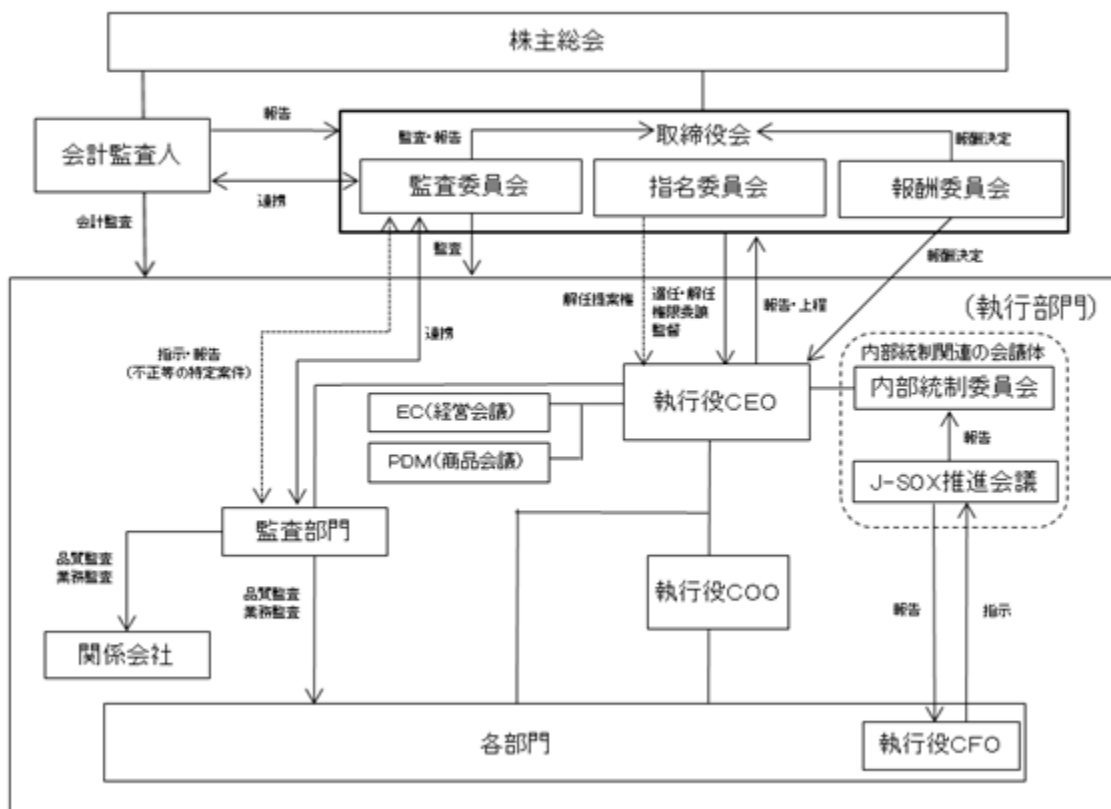 株主総会
報告
会計監査人
監査・報告
取締役会
報酬決定
監査委員会
指名委員会
報酬委員会
連携
会計監査
監査
報酬決定
(執行部門)
解任提案権
選任・解任
権限委譲
監督
報告・上程
連携
指示・報告
(不正等の特定案件)
内部統制関連の会議体
内部統制委員会
執行役CEO
EC(経営会議)
PDM(商品会議)
報告
J-SOX推進会議
監査部門
品質監査
業務監査
品質監査
業務監査
執行役COO
報告
指示
関係会社
各部門
執行役CFO